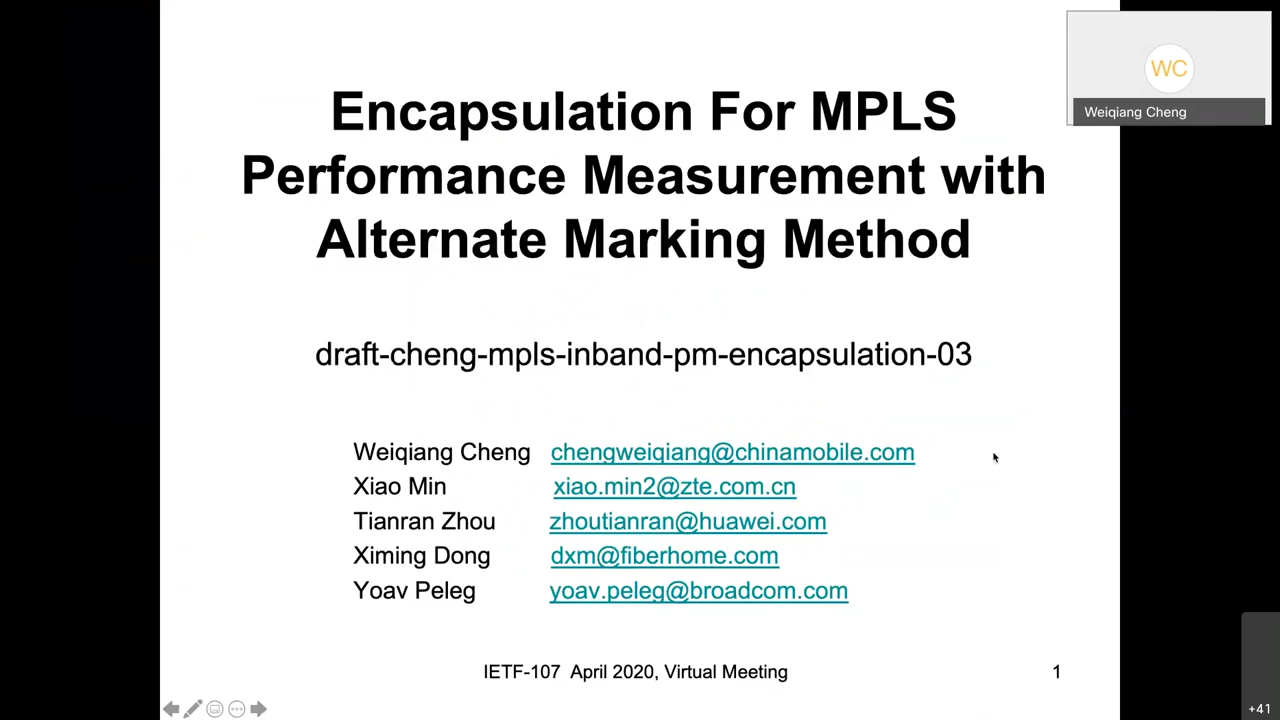 Encapsulation For MPLS
Performance Measurement with
Alternate Marking Method
WC
Weiqiang Cheng
draft-cheng-mpls-inband-pm-encapsulation-03
Weiqiang Cheng chengweiqiang@chinamobile.com
Xiao Min xiao.min2@zte.com.cn
Tianran Zhou zhoutianran@huawei.com
Ximing Dong dxm@fiberhome.com
Yoav Peleg yoav.peleg@broadcom.com
IETF-107 April 2020, Virtual Meeting 1
+41